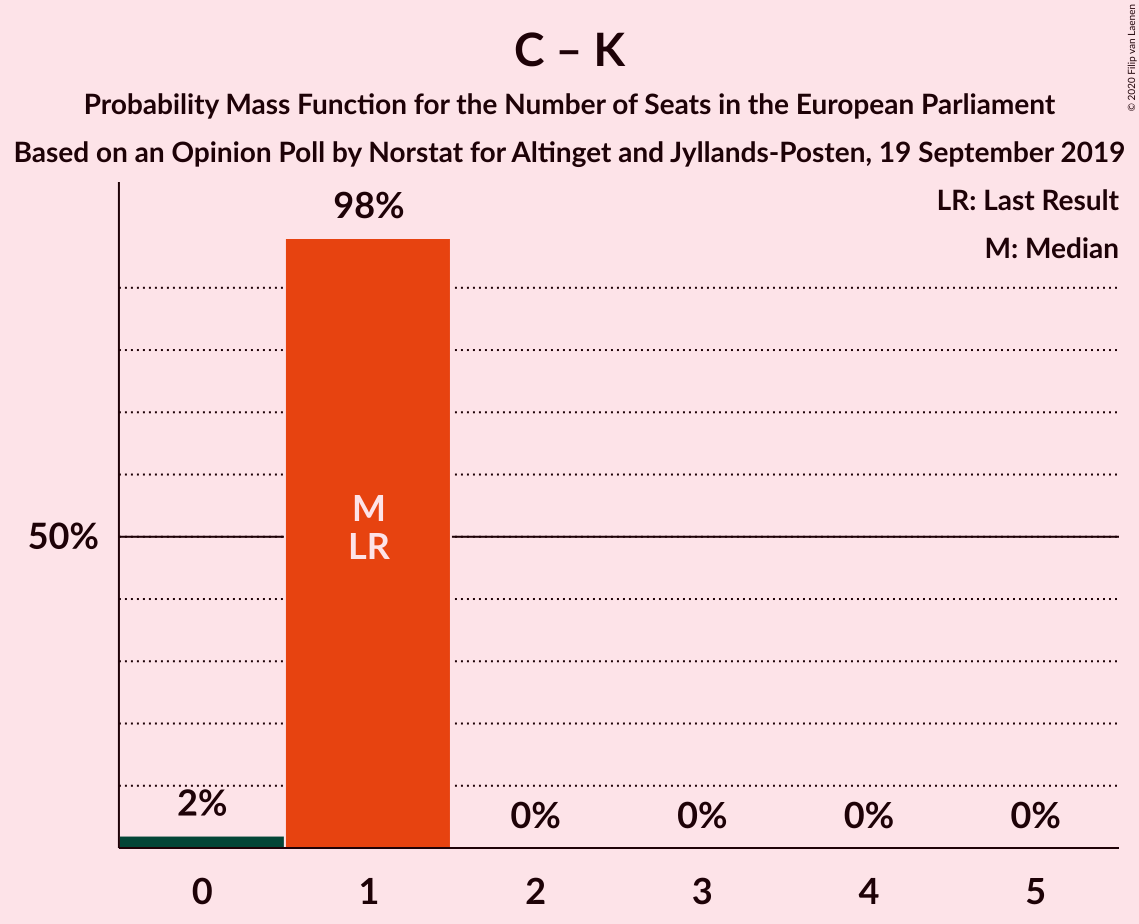 C – K
Probability Mass Function for the Number of Seats in the European Parliament
Based on an Opinion Poll by Norstat for Altinget and Jyllands-Posten, 19 September 2019
© 2020 Filip van Laenen
LR: Last Result
M: Median
98%
M
LR
50%
2%
0%
0%
0%
0%
0
1
2
3
4
5